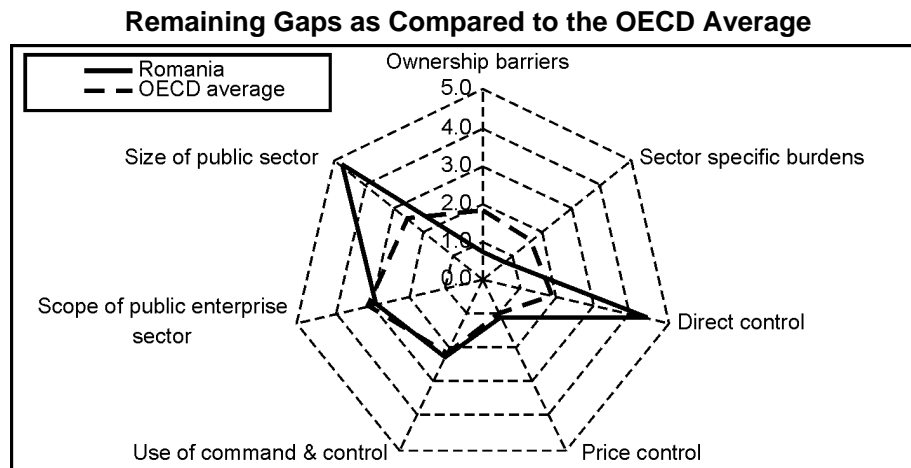 Remaining Gaps as Compared to the OECD Average
Romania
OECD average
Ownership barriers
5.0
4.0
3.0
2.0
1.0
0.0
Size of public sector
Sector specific burdens
Scope of public enterprise
sector
Direct control
Use of command & control
Price control